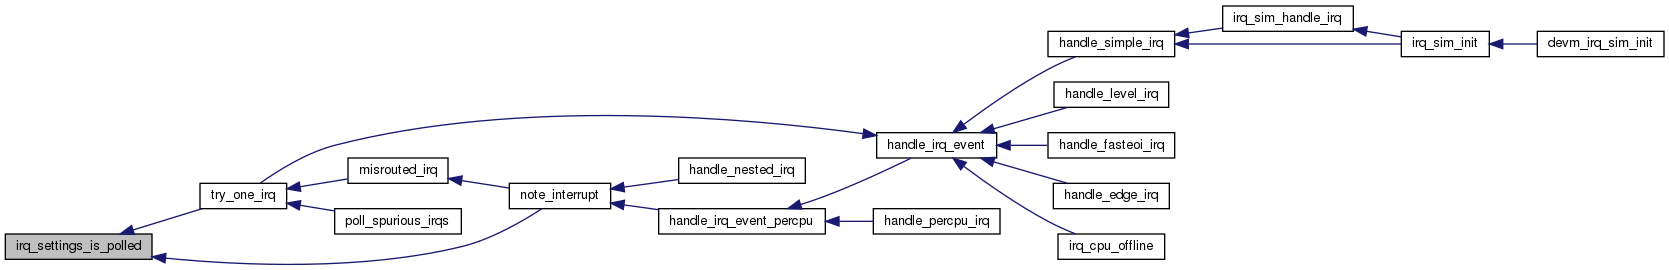 irq_sim_handle_irq
handle_simple_irq
irq_sim_init
devm_irq_sim_init
handle_level_irq
handle_irq_event
handle_fasteoi_irq
misrouted_irq
handle_nested_irq
try_one_irq
note_interrupt
handle_edge_irq
poll_spurious_irqs
handle_irq_event_percpu
handle_percpu_irq
irq_settings_is_polled
irq_cpu_offline